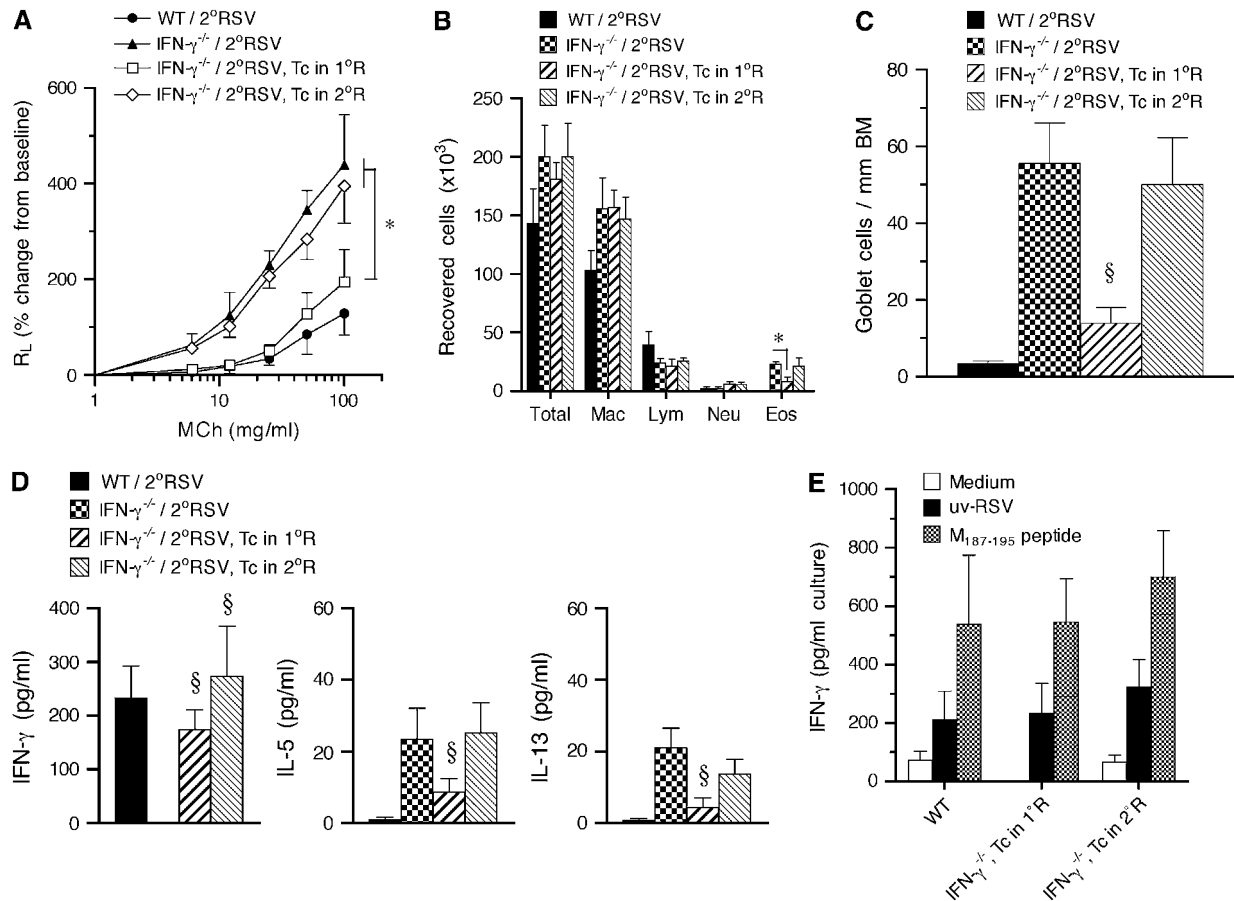 A
WT / 2°RSV
IFN-γ-/- / 2°RSV
IFN-γ-/- / 2°RSV, Tc in 1°R
IFN-γ-/- / 2°RSV, Tc in 2°R
600
400
200
0
RL (% change from baseline)
*
1
10
100
MCh (mg/ml)
B
WT / 2°RSV
IFN-γ-/- / 2°RSV
IFN-γ-/- / 2°RSV, Tc in 1°R
IFN-γ-/- / 2°RSV, Tc in 2°R
250
200
150
100
50
0
Recovered cells (x10³)
*
Total
Mac
Lym
Neu
Eos
C
WT / 2°RSV
IFN-γ-/- / 2°RSV
IFN-γ-/- / 2°RSV, Tc in 1°R
IFN-γ-/- / 2°RSV, Tc in 2°R
80
60
40
20
0
Goblet cells / mm BM
§
D
WT / 2°RSV
IFN-γ-/- / 2°RSV
IFN-γ-/- / 2°RSV, Tc in 1°R
IFN-γ-/- / 2°RSV, Tc in 2°R
400
300
200
100
0
IFN-γ (pg/ml)
§
§
60
40
20
0
IL-5 (pg/ml)
§
60
40
20
0
IL-13 (pg/ml)
§
E
Medium
uv-RSV
M187-195 peptide
1000
800
600
400
200
0
IFN-γ (pg/ml culture)
WT
IFN-γ-/-, Tc in 1°R
IFN-γ-/-, Tc in 2°R